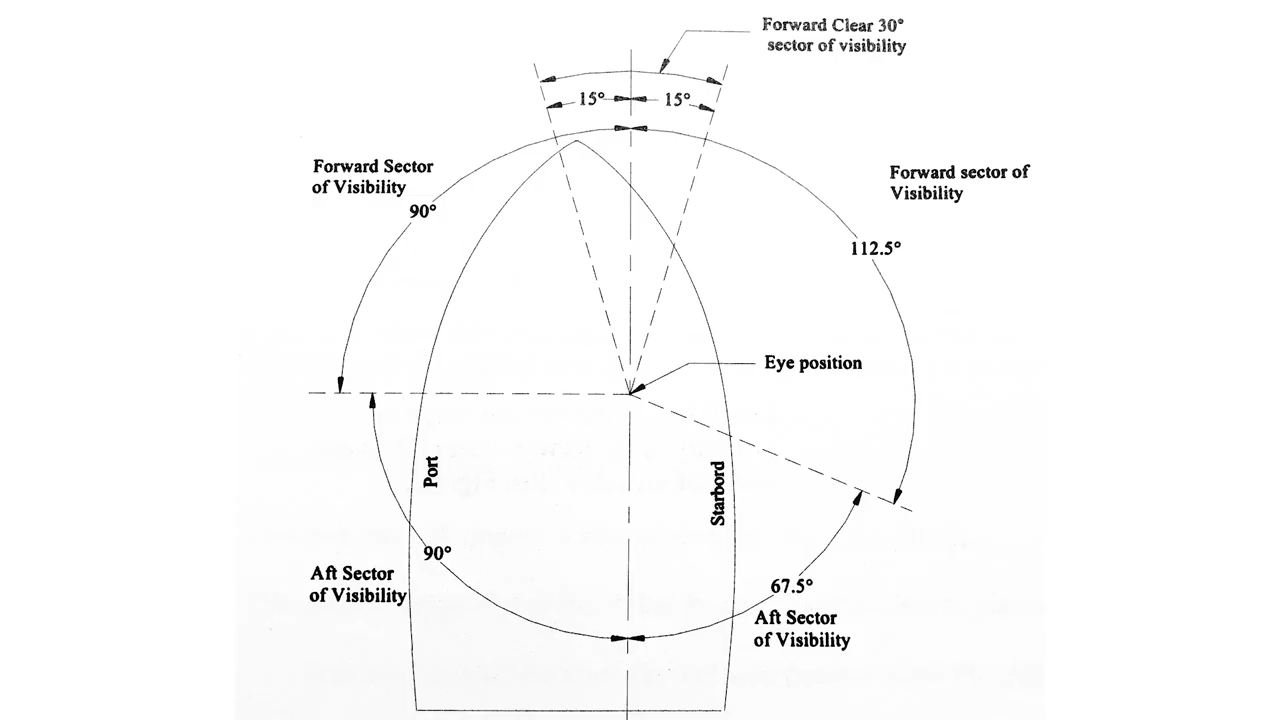 Forward Clear 30°
sector of visibility
15°
15°
Forward Sector
of Visibility
90°
Forward sector of
Visibility
112.5°
Eye position
Port
Starbord
90°
Aft Sector
of Visibility
67.5°
Aft Sector
of Visibility